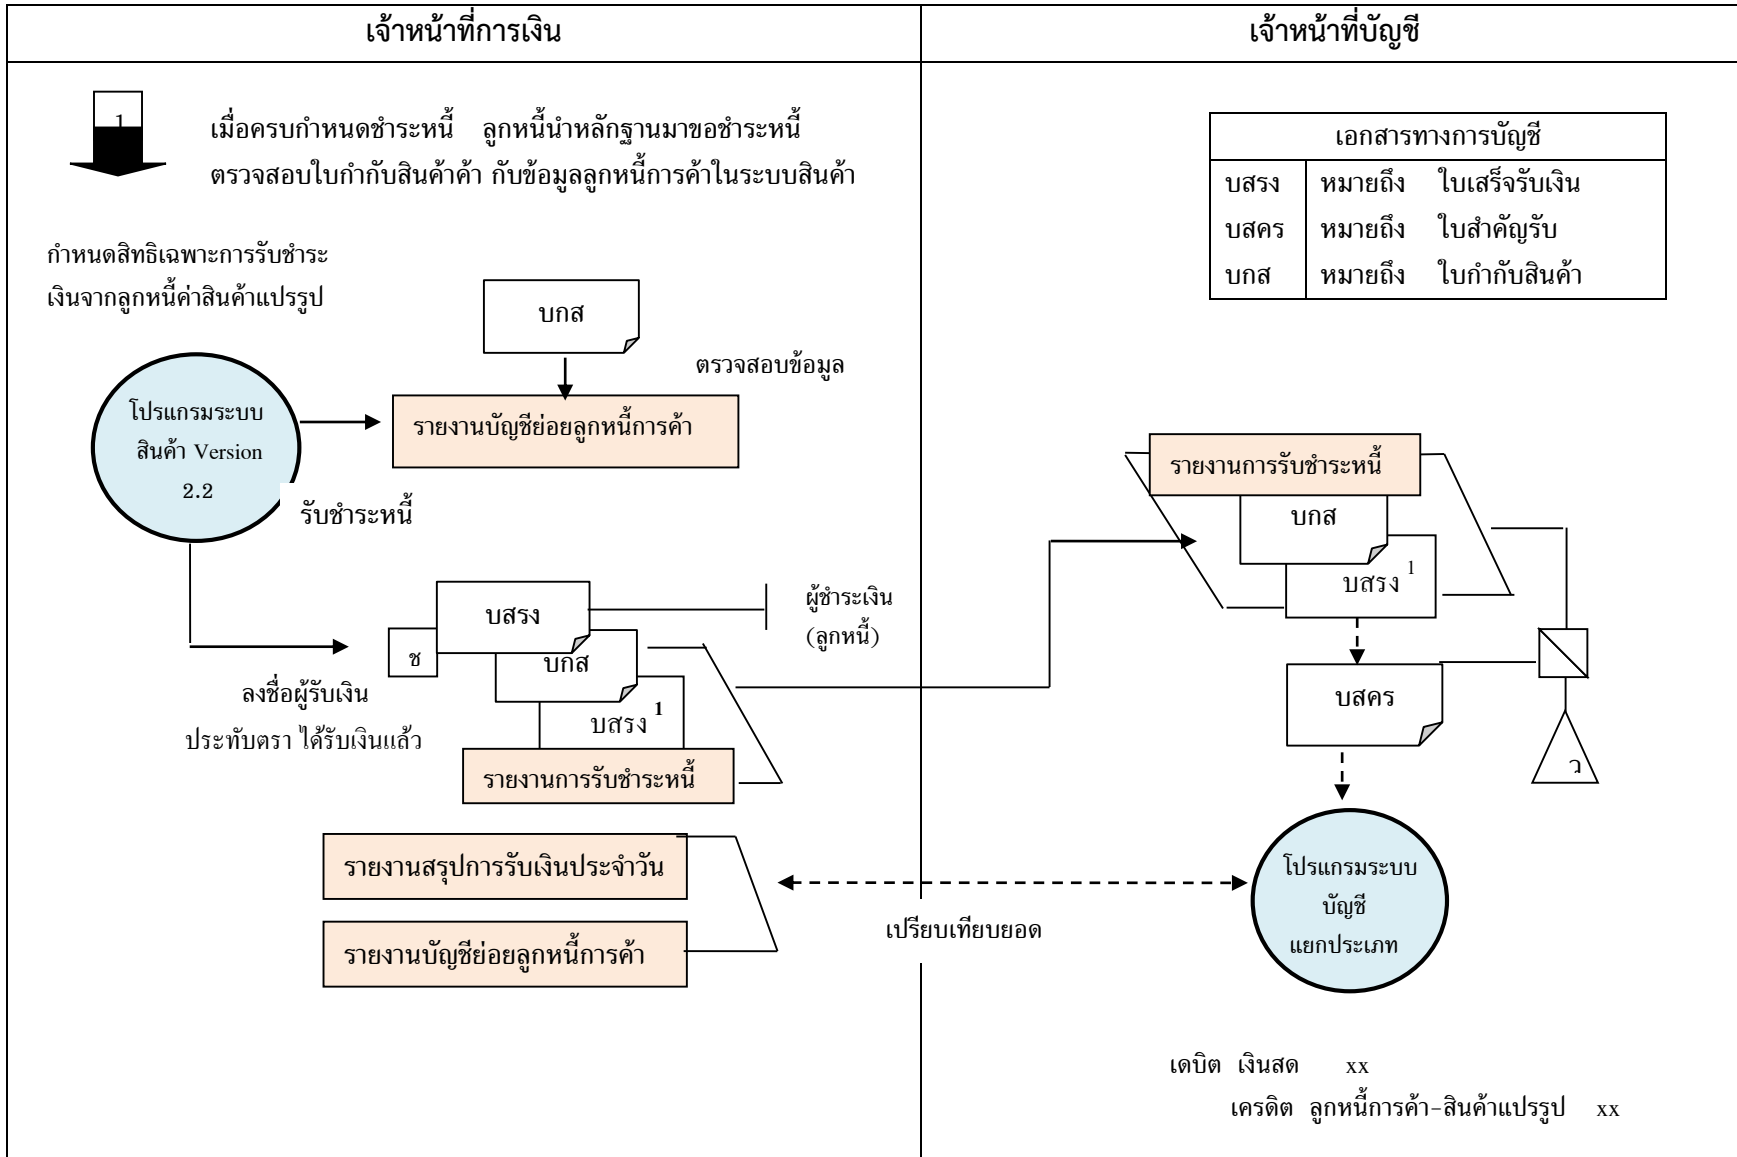 เจ้าหน้าที่การเงิน
เจ้าหน้าที่บัญชี
1
เมื่อครบกำหนดชำระหนี้ ลูกหนี้นำหลักฐานมาขอชำระหนี้
ตรวจสอบใบกำกับสินค้าค้า กับข้อมูลลูกหนี้การค้าในระบบสินค้า
เอกสารทางการบัญชี
บสรง หมายถึง ใบเสร็จรับเงิน
บสคร หมายถึง ใบสำคัญรับ
บกส หมายถึง ใบกำกับสินค้า
กำหนดสิทธิเฉพาะการรับชำระ
เงินจากลูกหนี้ค่าสินค้าแปรรูป
บกส
ตรวจสอบข้อมูล
โปรแกรมระบบ
สินค้า Version
2.2
รายงานบัญชีย่อยลูกหนี้การค้า
รับชำระหนี้
รายงานการรับชำระหนี้
บกส
บสรง 1
บสรง
ผู้ชำระเงิน
(ลูกหนี้)
ช
บกส
ลงชื่อผู้รับเงิน
ประทับตรา ได้รับเงินแล้ว
บสรง 1
รายงานการรับชำระหนี้
บสคร
ว
รายงานสรุปการรับเงินประจำวัน
รายงานบัญชีย่อยลูกหนี้การค้า
เปรียบเทียบยอด
โปรแกรมระบบ
บัญชี
แยกประเภท
เดบิต เงินสด xx
เครดิต ลูกหนี้การค้า-สินค้าแปรรูป xx